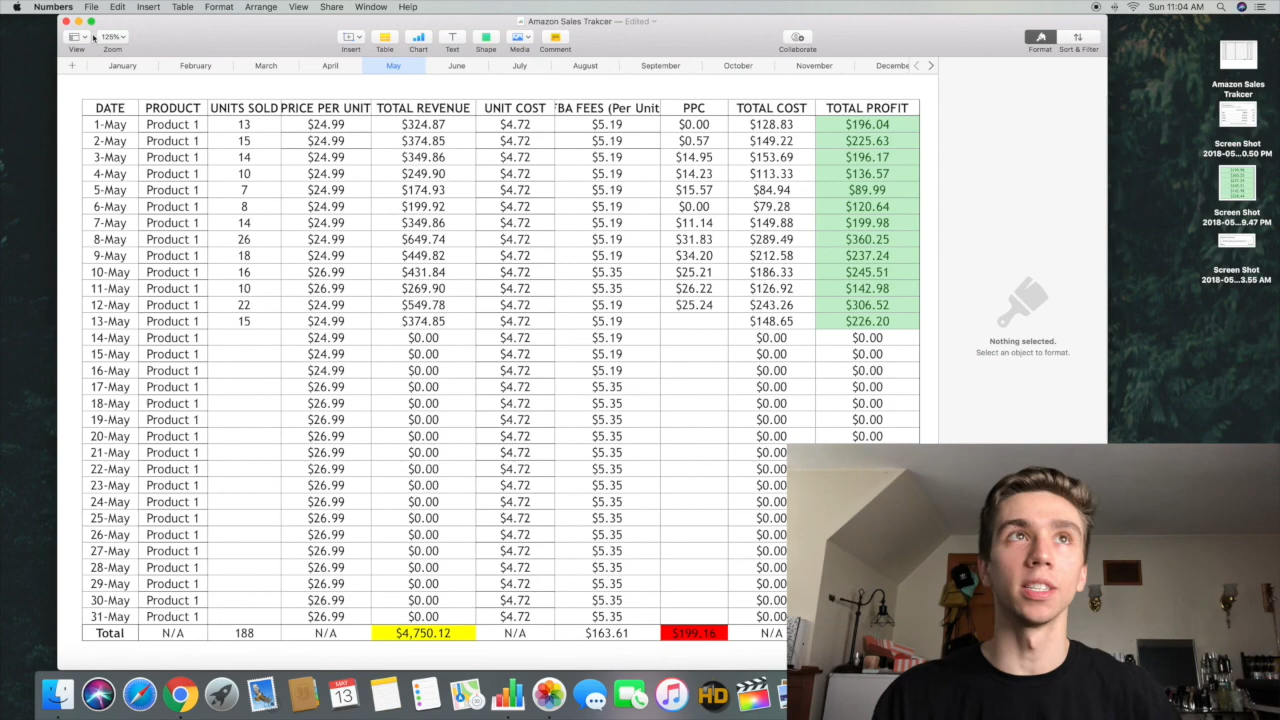 Numbers File Edit Insert Table Format Arrange View Share Window Help Sun 11:04 AM
Amazon Sales Trakcer — Edited
125%
View Zoom Insert Table Chart Text Shape Media Comment Collaborate Format Sort & Filter
January February March April May June July August September October November Decembe
DATE PRODUCT UNITS SOLD PRICE PER UNIT TOTAL REVENUE UNIT COST FBA FEES (Per Unit PPC TOTAL COST TOTAL PROFIT
1-May Product 1 13 $24.99 $324.87 $4.72 $5.19 $0.00 $128.83 $196.04
2-May Product 1 15 $24.99 $374.85 $4.72 $5.19 $0.57 $149.22 $225.63
3-May Product 1 14 $24.99 $349.86 $4.72 $5.19 $14.95 $153.69 $196.17
4-May Product 1 10 $24.99 $249.90 $4.72 $5.19 $14.23 $113.33 $136.57
5-May Product 1 7 $24.99 $174.93 $4.72 $5.19 $15.57 $84.94 $89.99
6-May Product 1 8 $24.99 $199.92 $4.72 $5.19 $0.00 $79.28 $120.64
7-May Product 1 14 $24.99 $349.86 $4.72 $5.19 $11.14 $149.88 $199.98
8-May Product 1 26 $24.99 $649.74 $4.72 $5.19 $31.83 $289.49 $360.25
9-May Product 1 18 $24.99 $449.82 $4.72 $5.19 $34.20 $212.58 $237.24
10-May Product 1 16 $26.99 $431.84 $4.72 $5.35 $25.21 $186.33 $245.51
11-May Product 1 10 $26.99 $269.90 $4.72 $5.35 $26.22 $126.92 $142.98
12-May Product 1 22 $24.99 $549.78 $4.72 $5.19 $25.24 $243.26 $306.52
13-May Product 1 15 $24.99 $374.85 $4.72 $5.19 $148.65 $226.20
14-May Product 1 $24.99 $0.00 $4.72 $5.19 $0.00 $0.00
15-May Product 1 $24.99 $0.00 $4.72 $5.19 $0.00 $0.00
16-May Product 1 $24.99 $0.00 $4.72 $5.19 $0.00 $0.00
17-May Product 1 $26.99 $0.00 $4.72 $5.35 $0.00 $0.00
18-May Product 1 $26.99 $0.00 $4.72 $5.35 $0.00 $0.00
19-May Product 1 $26.99 $0.00 $4.72 $5.35 $0.00 $0.00
20-May Product 1 $26.99 $0.00 $4.72 $5.35 $0.00 $0.00
21-May Product 1 $26.99 $0.00 $4.72 $5.35 $0.00
22-May Product 1 $26.99 $0.00 $4.72 $5.35 $0.00
23-May Product 1 $26.99 $0.00 $4.72 $5.35 $0.00
24-May Product 1 $26.99 $0.00 $4.72 $5.35 $0.00
25-May Product 1 $26.99 $0.00 $4.72 $5.35 $0.00
26-May Product 1 $26.99 $0.00 $4.72 $5.35 $0.00
27-May Product 1 $26.99 $0.00 $4.72 $5.35 $0.00
28-May Product 1 $26.99 $0.00 $4.72 $5.35 $0.00
29-May Product 1 $26.99 $0.00 $4.72 $5.35 $0.00
30-May Product 1 $26.99 $0.00 $4.72 $5.35 $0.00
31-May Product 1 $26.99 $0.00 $4.72 $5.35 $0.00
Total N/A 188 N/A $4,750.12 N/A $163.61 $199.16 N/A
Nothing selected.
Select an object to format.
Amazon Sales
Trakcer
Screen Shot
2018-05...0.50 PM
Screen Shot
2018-05...9.47 PM
Screen Shot
2018-05...3.55 AM
MAY
13
HD